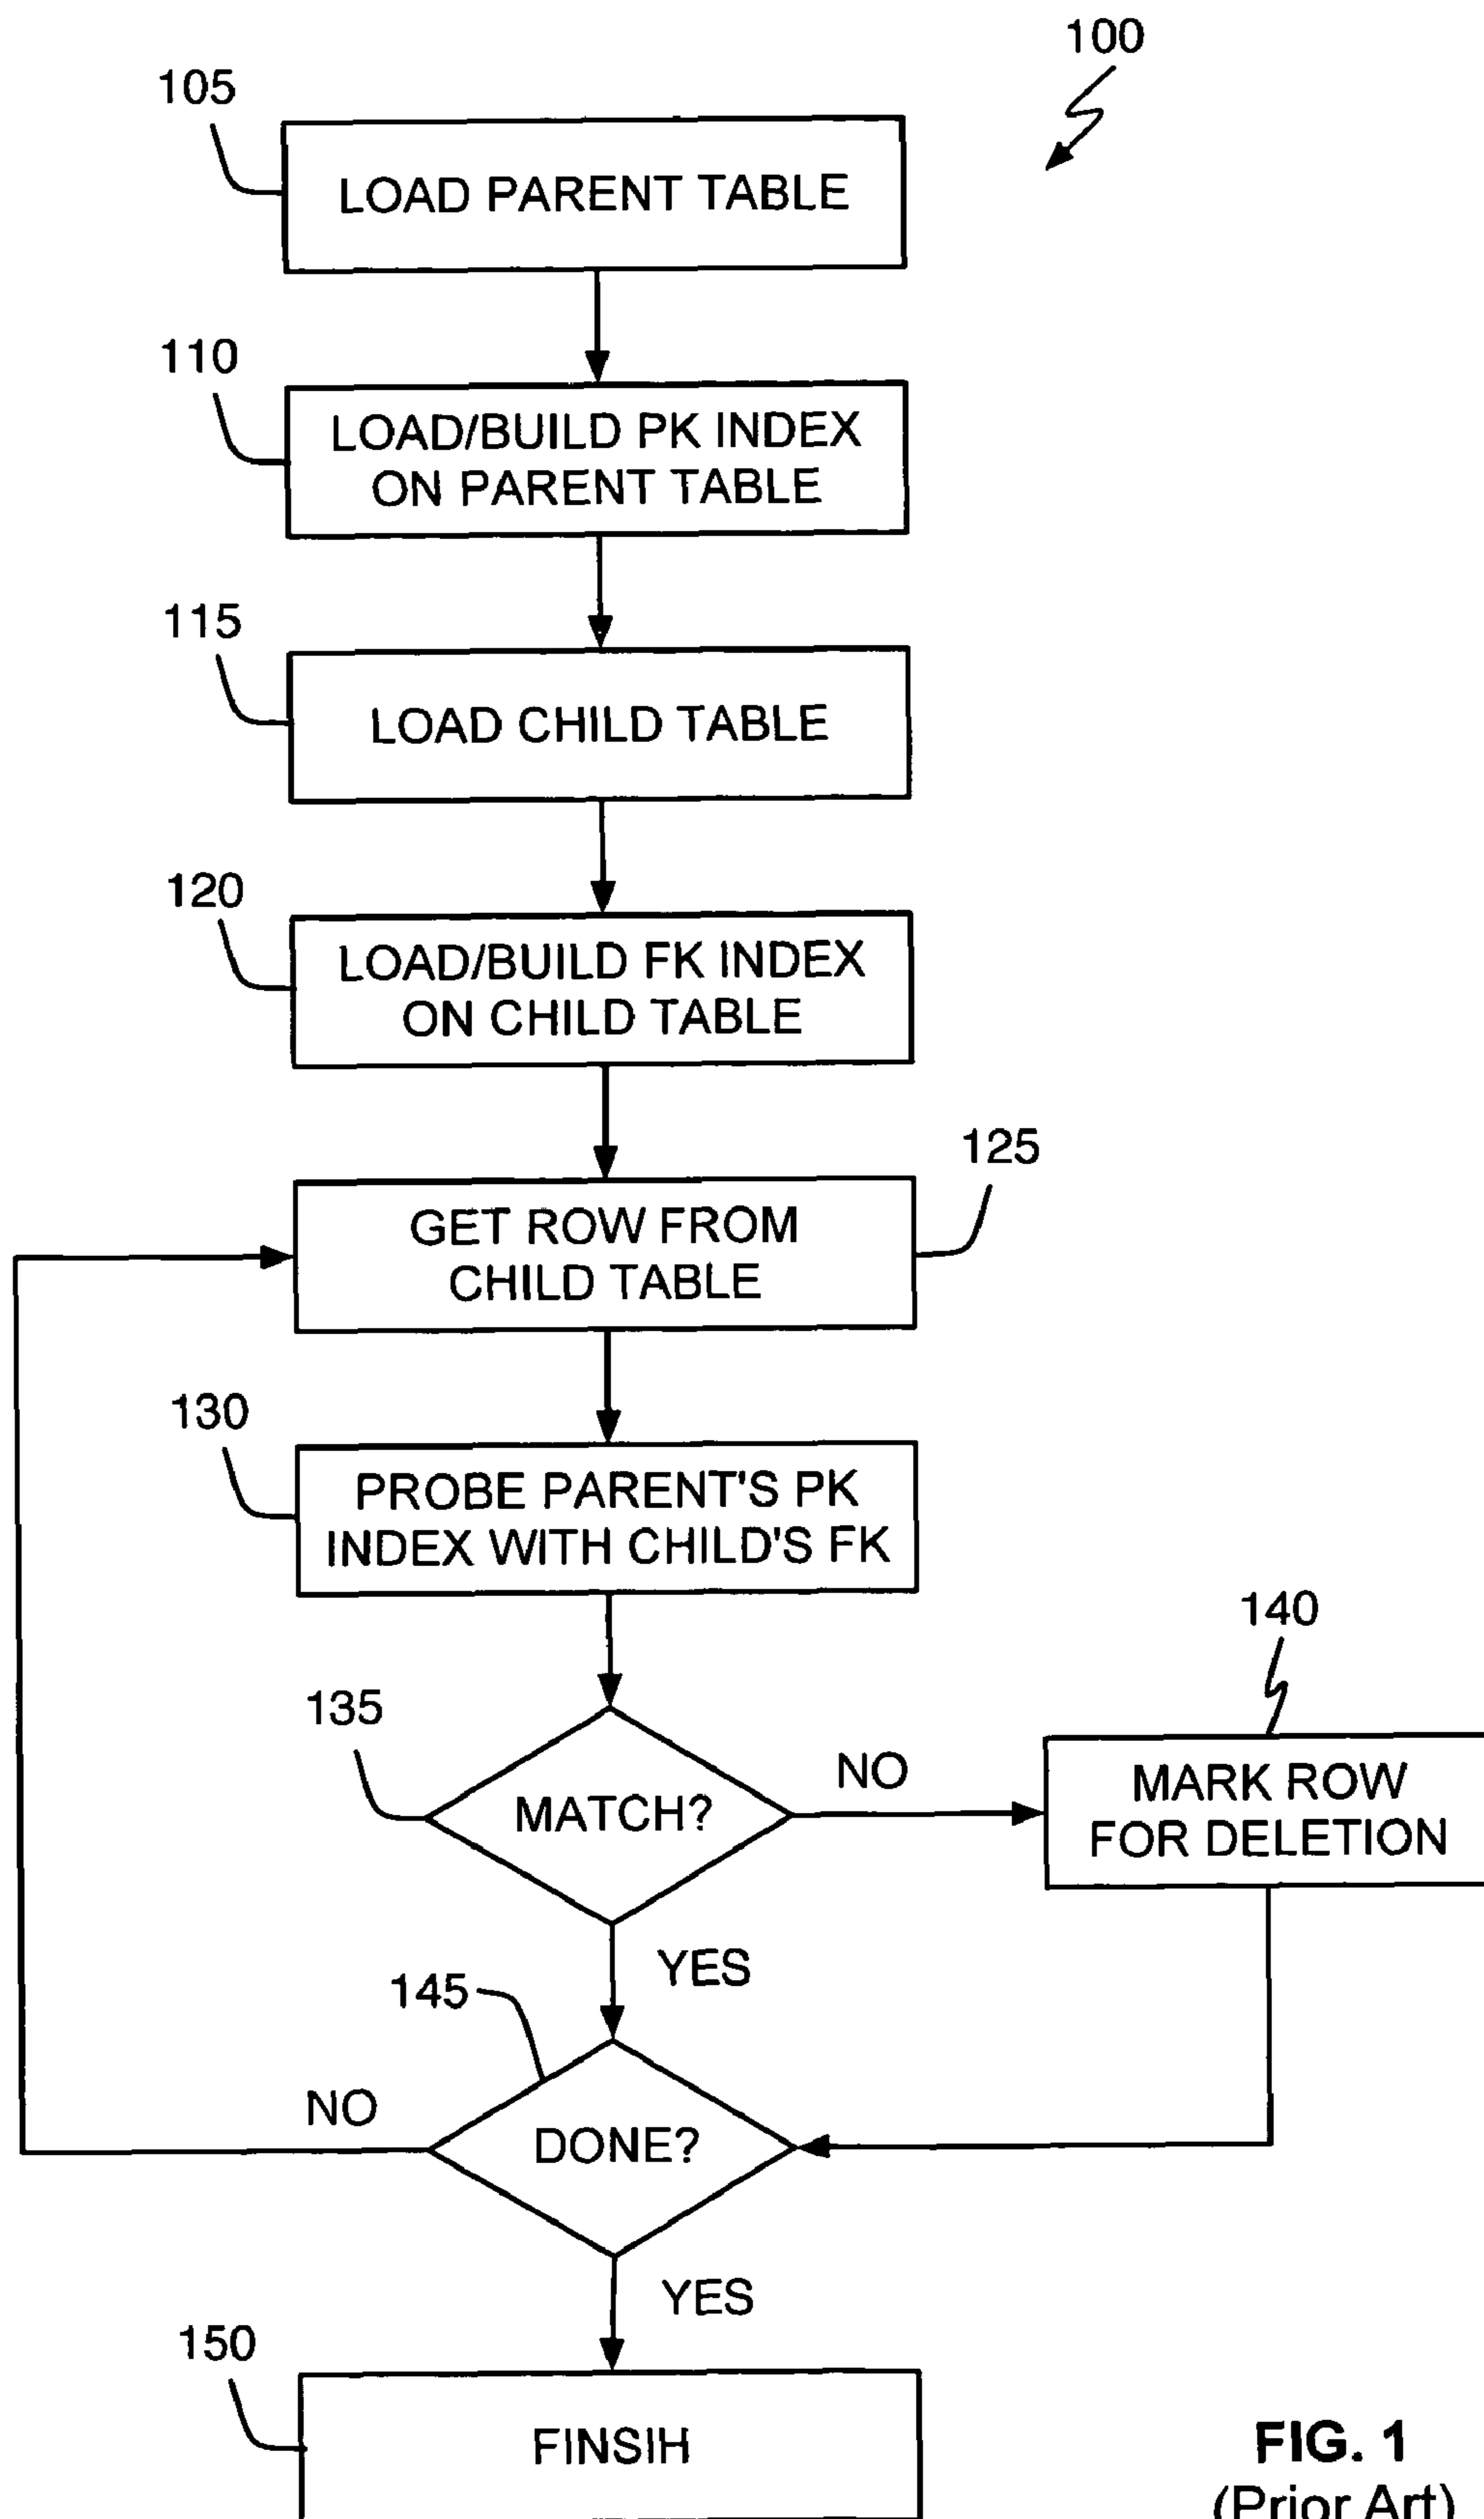 100
105
LOAD PARENT TABLE
110
LOAD/BUILD PK INDEX
ON PARENT TABLE
115
LOAD CHILD TABLE
120
LOAD/BUILD FK INDEX
ON CHILD TABLE
125
GET ROW FROM
CHILD TABLE
130
PROBE PARENT'S PK
INDEX WITH CHILD'S FK
135
MATCH?
NO
140
MARK ROW
FOR DELETION
YES
145
DONE?
NO
YES
150
FINSIH
FIG. 1
(Prior Art)